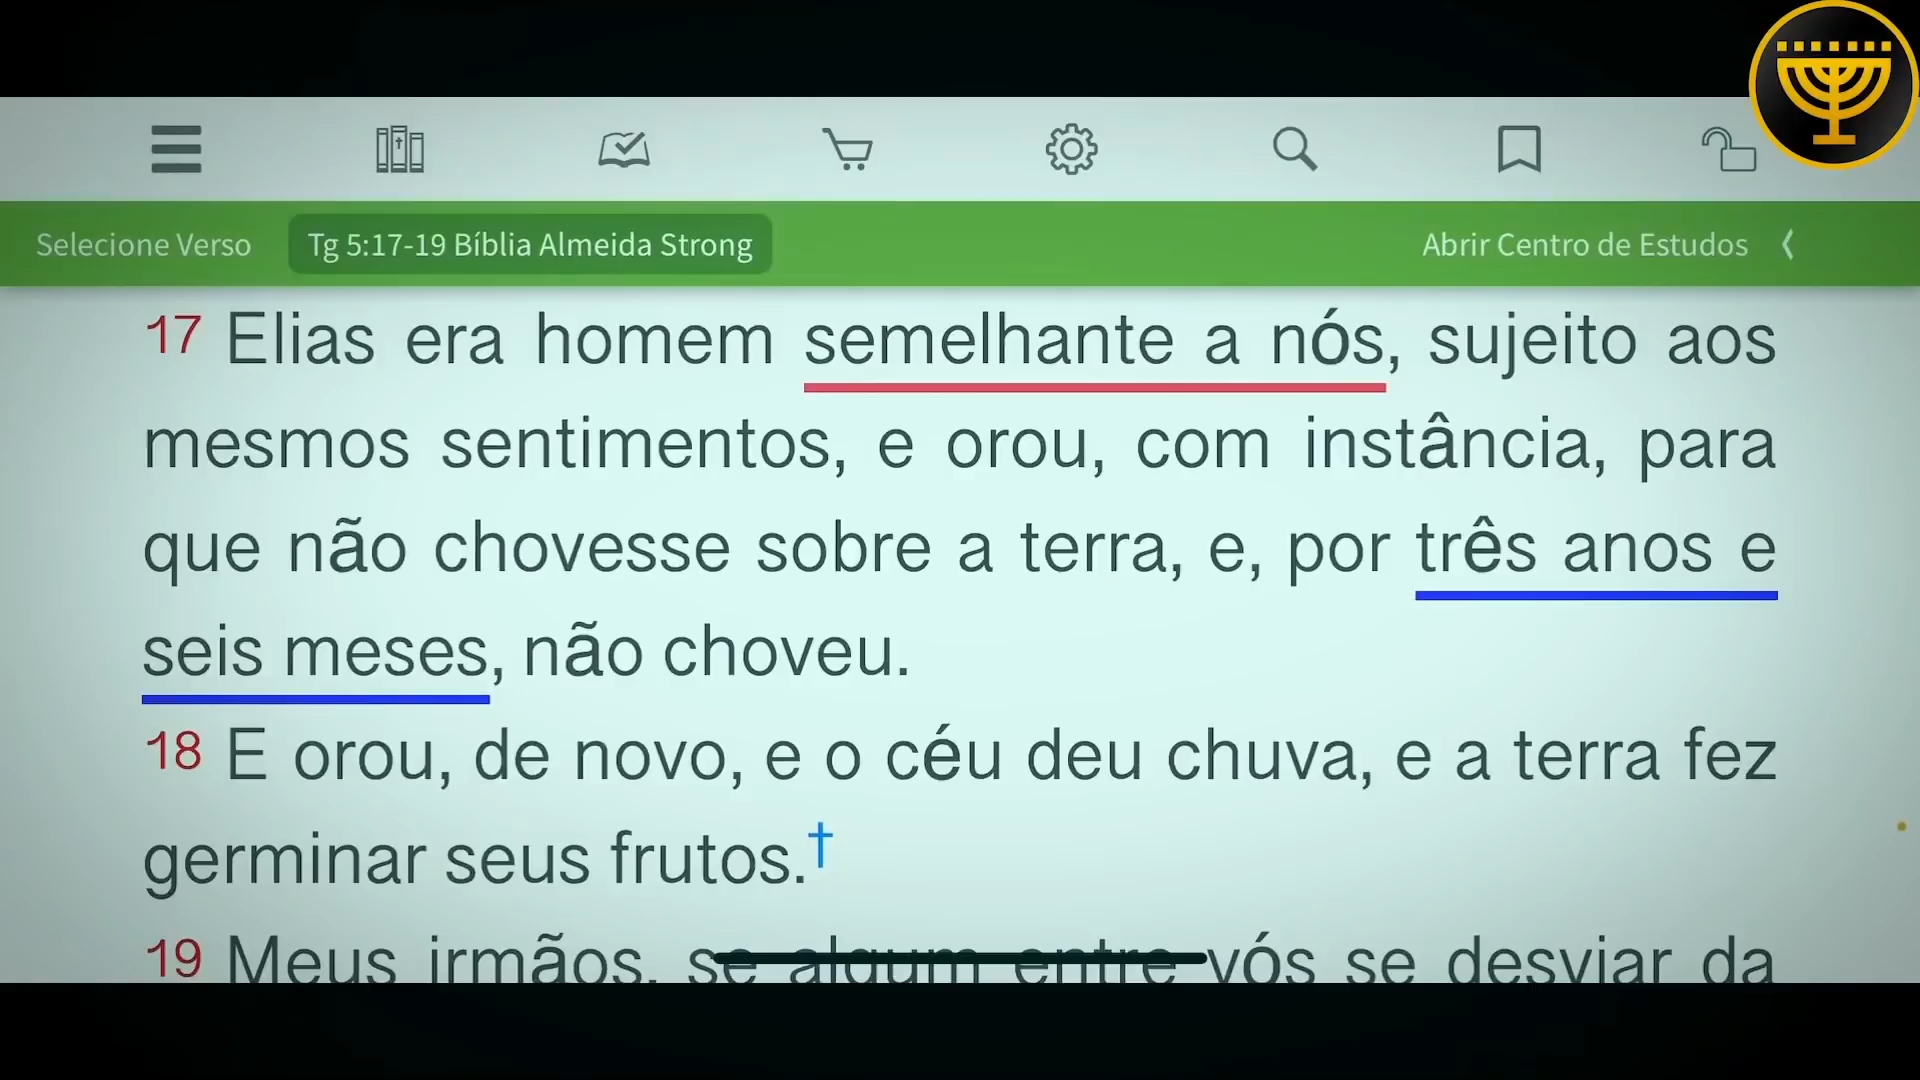 Selecione Verso
Tg 5:17-19 Bíblia Almeida Strong
Abrir Centro de Estudos
17 Elias era homem semelhante a nós, sujeito aos
mesmos sentimentos, e orou, com instância, para
que não chovesse sobre a terra, e, por três anos e
seis meses, não choveu.
18 E orou, de novo, e o céu deu chuva, e a terra fez
germinar seus frutos.†
19 Meus irmãos, se algum entre vós se desviar da